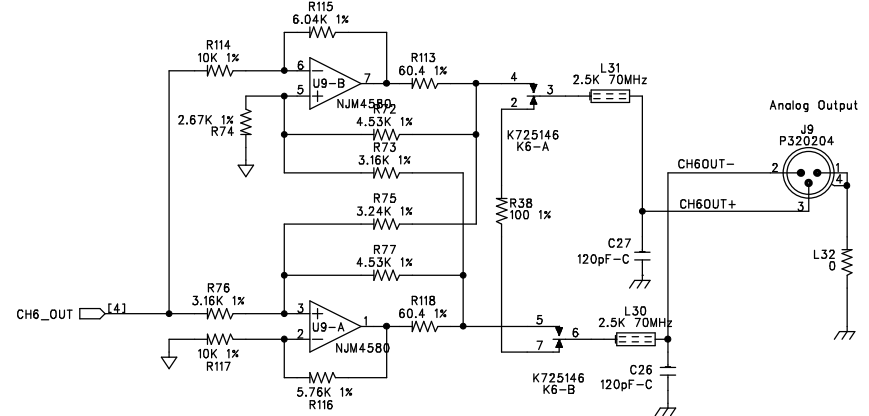 R115
6.04K 1%
R114
10K 1%
6
5
U9-B
7
NJM4580
R113
60.4 1%
4
2
3
K725146
K6-A
L31
2.5K 70MHz
Analog Output
J9
P320204
2.67K 1%
R74
R72
4.53K 1%
R73
3.16K 1%
R75
3.24K 1%
R77
4.53K 1%
R38
100 1%
CH6OUT-
2
1
4
3
CH6OUT+
C27
120pF-C
L32
0
CH6_OUT
[4]
R76
3.16K 1%
3
2
U9-A
1
NJM4580
R118
60.4 1%
5
7
6
L30
2.5K 70MHz
10K 1%
R117
5.76K 1%
R116
K725146
K6-B
C26
120pF-C